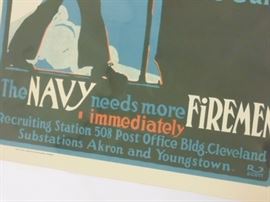 The NAVY needs more FiREMEN
immediately
Recruiting Station 508 Post Office Bldg. Cleveland
Substations Akron and Youngstown.